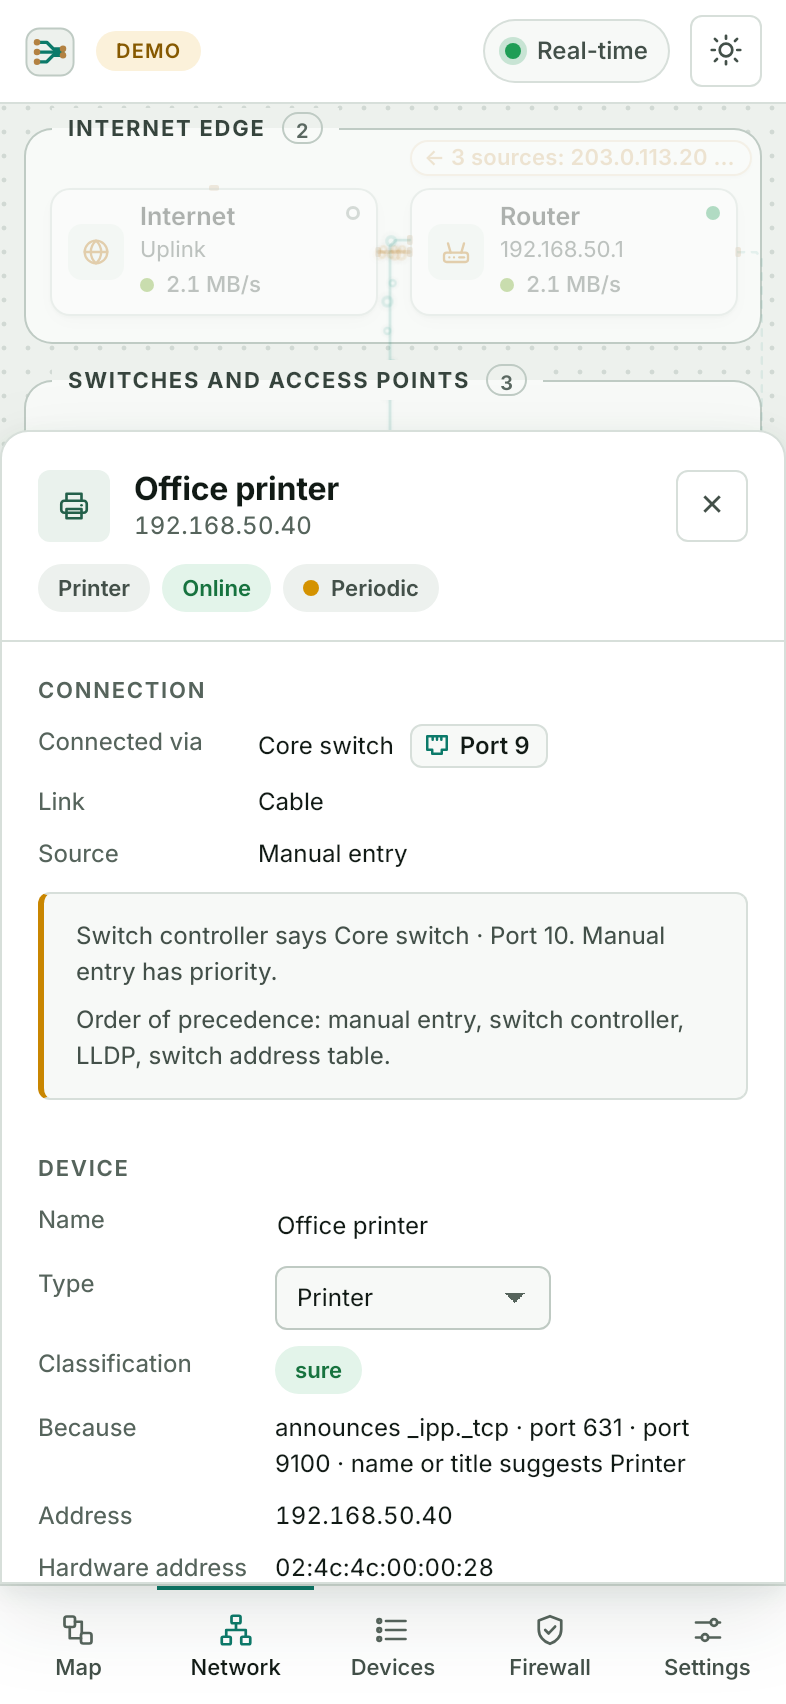 DEMO
Real-time
INTERNET EDGE 2
← 3 sources: 203.0.113.20 ...
Internet
Uplink
2.1 MB/s
Router
192.168.50.1
2.1 MB/s
SWITCHES AND ACCESS POINTS 3
Office printer
192.168.50.40
Printer
Online
Periodic
CONNECTION
Connected via Core switch Port 9
Link Cable
Source Manual entry
Switch controller says Core switch · Port 10. Manual
entry has priority.
Order of precedence: manual entry, switch controller,
LLDP, switch address table.
DEVICE
Name Office printer
Type Printer
Classification sure
Because announces _ipp._tcp · port 631 · port
9100 · name or title suggests Printer
Address 192.168.50.40
Hardware address 02:4c:4c:00:00:28
Map
Network
Devices
Firewall
Settings